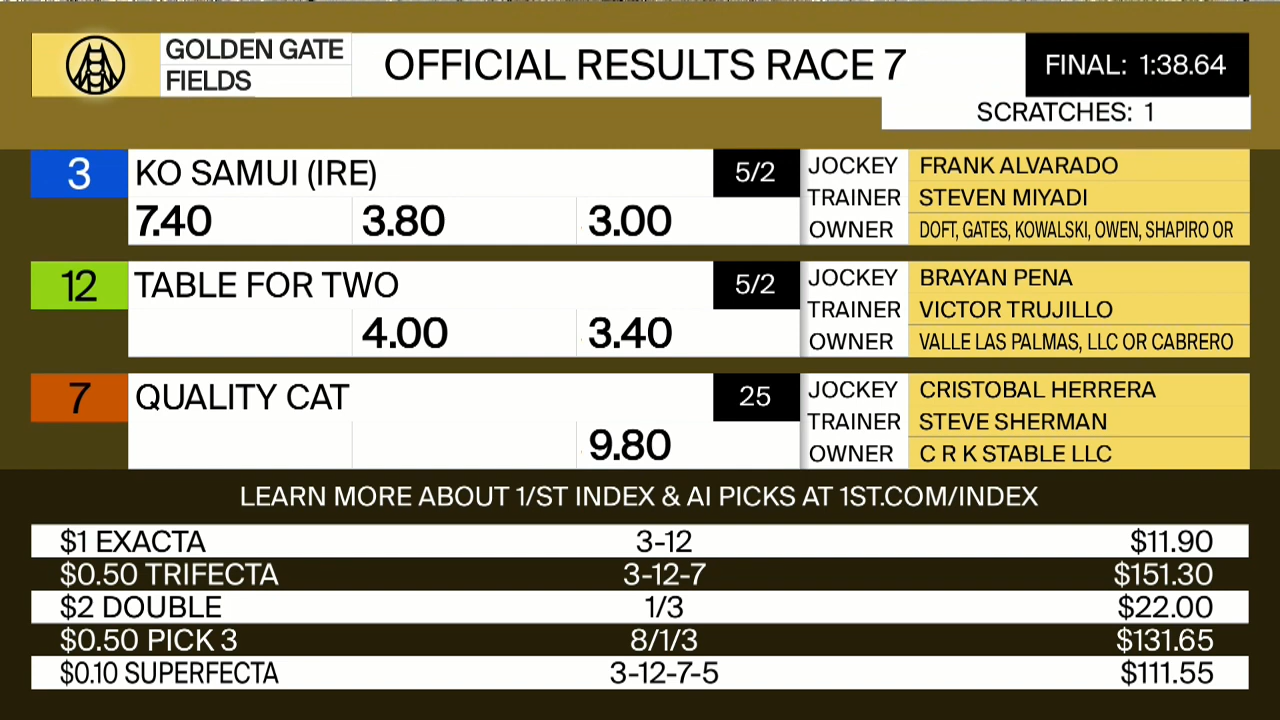 GOLDEN GATE
FIELDS
OFFICIAL RESULTS RACE 7
FINAL: 1:38.64
SCRATCHES: 1
3 KO SAMUI (IRE) 5/2
7.40 3.80 3.00
JOCKEY FRANK ALVARADO
TRAINER STEVEN MIYADI
OWNER DOFT, GATES, KOWALSKI, OWEN, SHAPIRO OR
12 TABLE FOR TWO 5/2
4.00 3.40
JOCKEY BRAYAN PENA
TRAINER VICTOR TRUJILLO
OWNER VALLE LAS PALMAS, LLC OR CABRERO
7 QUALITY CAT 25
9.80
JOCKEY CRISTOBAL HERRERA
TRAINER STEVE SHERMAN
OWNER C R K STABLE LLC
LEARN MORE ABOUT 1/ST INDEX & AI PICKS AT 1ST.COM/INDEX
$1 EXACTA 3-12 $11.90
$0.50 TRIFECTA 3-12-7 $151.30
$2 DOUBLE 1/3 $22.00
$0.50 PICK 3 8/1/3 $131.65
$0.10 SUPERFECTA 3-12-7-5 $111.55